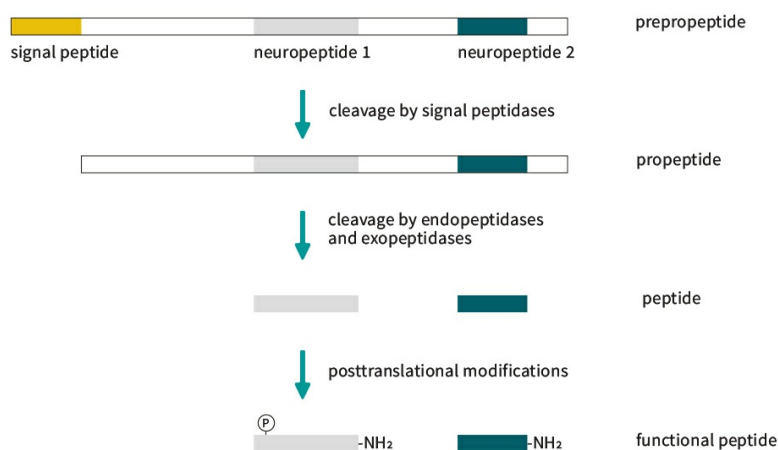 prepropeptide
signal peptide
neuropeptide 1
neuropeptide 2
cleavage by signal peptidases
propeptide
cleavage by endopeptidases
and exopeptidases
peptide
posttranslational modifications
P
-NH₂
-NH₂
functional peptide